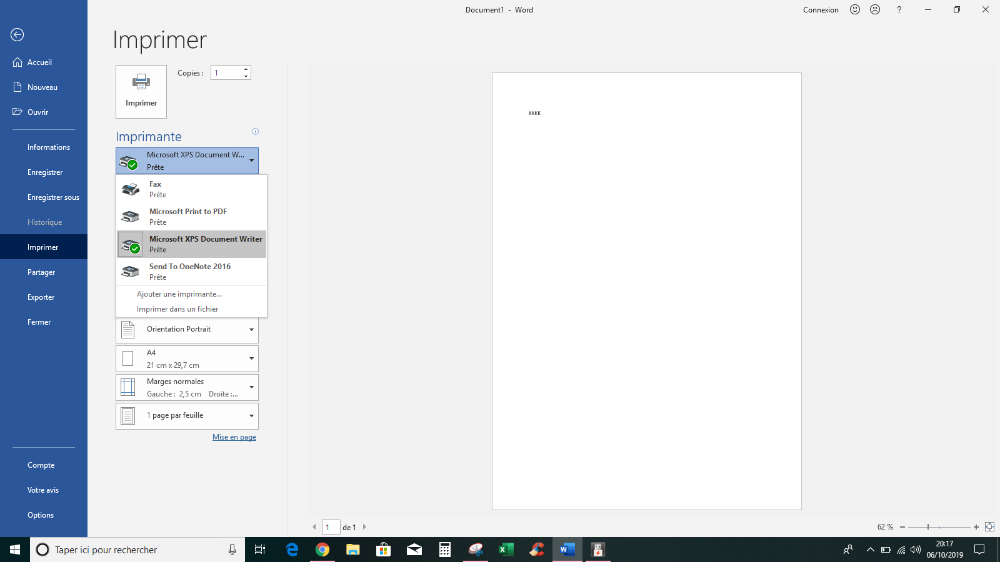 Document1 - Word
Connexion
?
Imprimer
Accueil
Nouveau
Ouvrir
Informations
Enregistrer
Enregistrer sous
Historique
Imprimer
Partager
Exporter
Fermer
Compte
Votre avis
Options
Imprimer
Copies :
1
Imprimante
Microsoft XPS Document W...
Prête
Fax
Prête
Microsoft Print to PDF
Prête
Microsoft XPS Document Writer
Prête
Send To OneNote 2016
Prête
Ajouter une imprimante...
Imprimer dans un fichier
Orientation Portrait
A4
21 cm x 29,7 cm
Marges normales
Gauche : 2,5 cm Droite :...
1 page par feuille
Mise en page
KKKK
1 de 1
62 %
Taper ici pour rechercher
20:17
06/10/2019